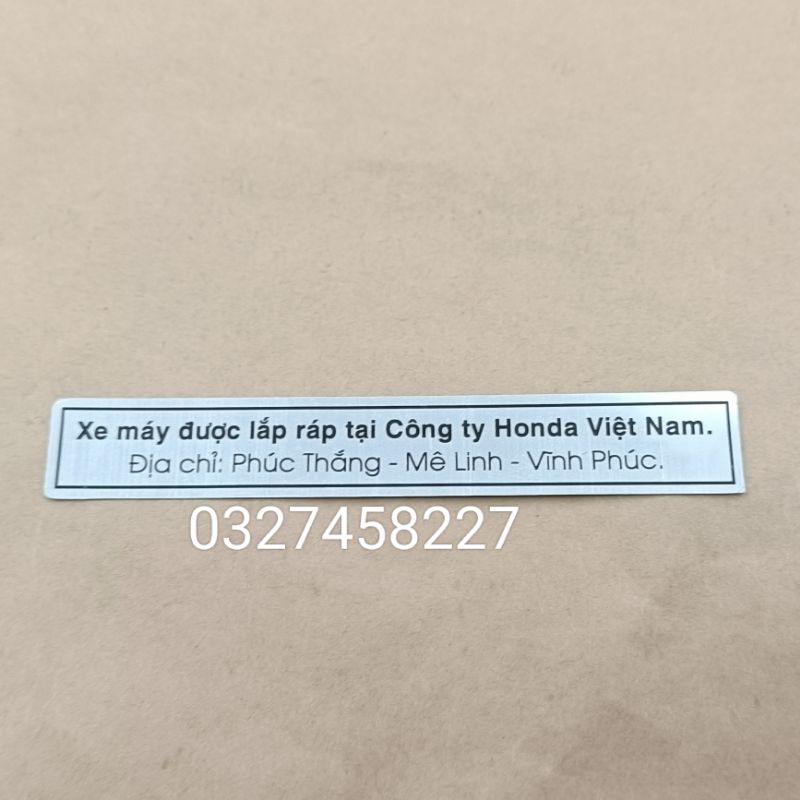 Xe máy được lắp ráp tại Công ty Honda Việt Nam.
Địa chỉ: Phúc Thắng - Mê Linh - Vĩnh Phúc.
0327458227